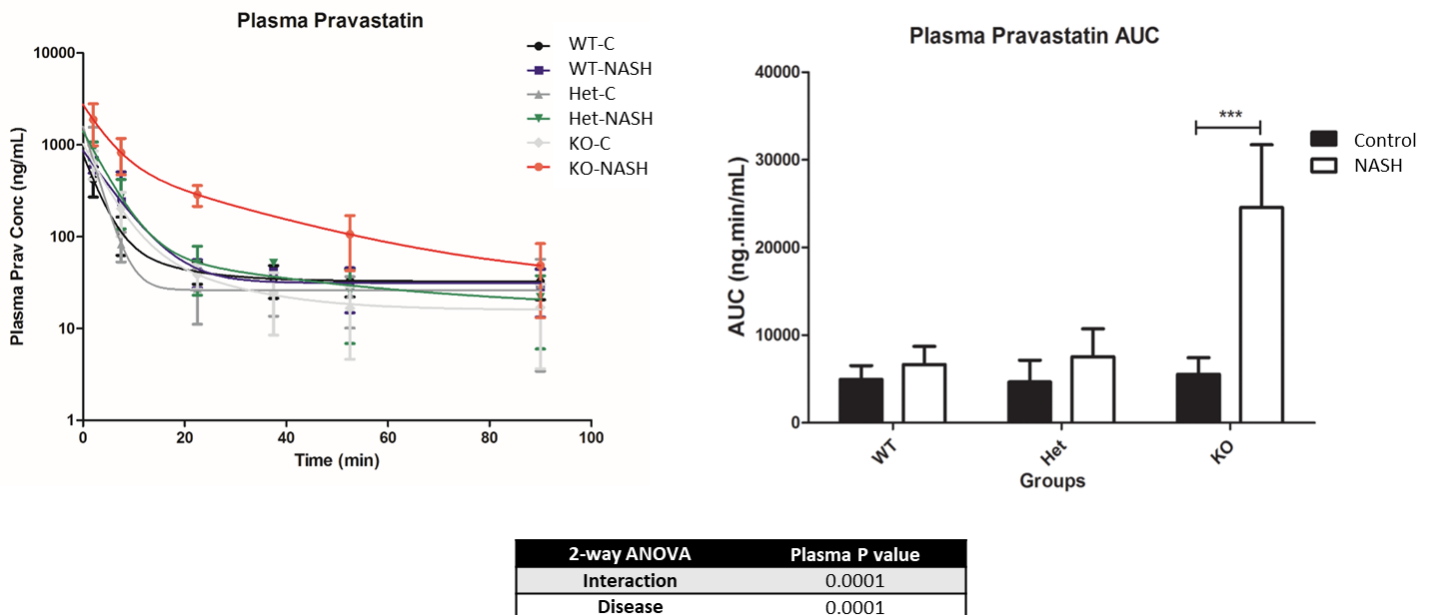 Plasma Pravastatin
Plasma Prav Conc (ng/mL)
10000
1000
100
10
1
0 20 40 60 80 100
Time (min)
WT-C
WT-NASH
Het-C
Het-NASH
KO-C
KO-NASH
Plasma Pravastatin AUC
AUC (ng.min/mL)
40000
30000
20000
10000
0
***
WT Het KO
Groups
Control
NASH
2-way ANOVA Plasma P value
Interaction 0.0001
Disease 0.0001